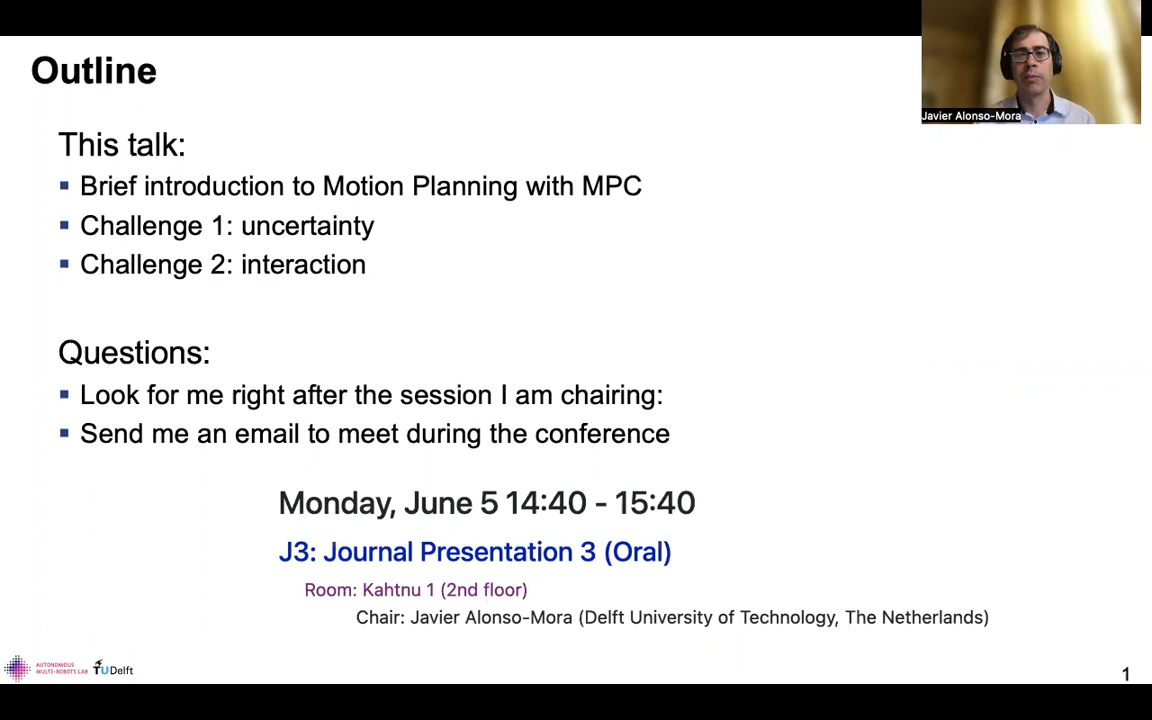 Outline
Javier Alonso-Mora
This talk:
▪ Brief introduction to Motion Planning with MPC
▪ Challenge 1: uncertainty
▪ Challenge 2: interaction
Questions:
▪ Look for me right after the session I am chairing:
▪ Send me an email to meet during the conference
Monday, June 5 14:40 - 15:40
J3: Journal Presentation 3 (Oral)
Room: Kahtnu 1 (2nd floor)
Chair: Javier Alonso-Mora (Delft University of Technology, The Netherlands)
AUTONOMOUS
MULTI-ROBOTS LAB
TUDelft
1